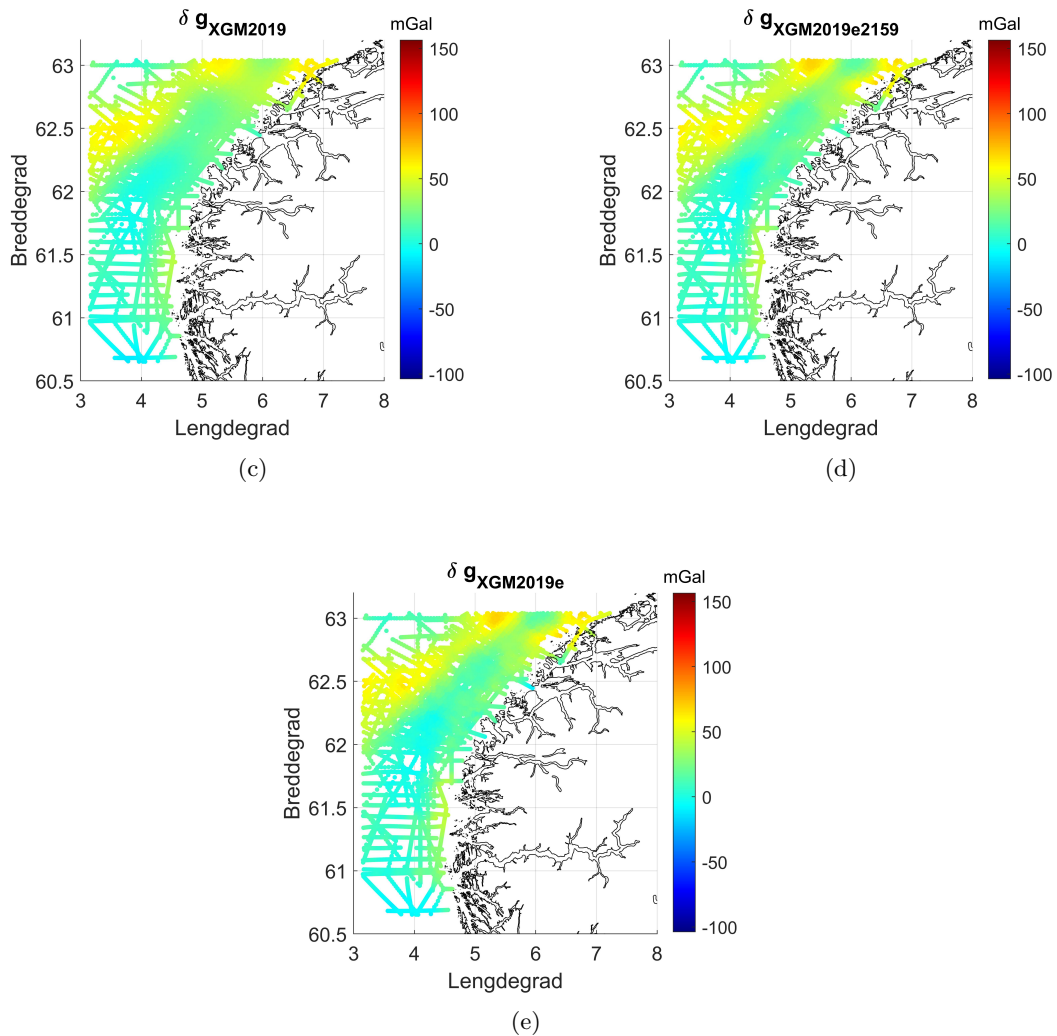 δ g_XGM2019
mGal
150
100
50
0
-50
-100
63
62.5
62
61.5
61
60.5
3 4 5 6 7 8
Breddegrad
Lengdegrad
(c)
δ g_XGM2019e2159
mGal
150
100
50
0
-50
-100
63
62.5
62
61.5
61
60.5
3 4 5 6 7 8
Breddegrad
Lengdegrad
(d)
δ g_XGM2019e
mGal
150
100
50
0
-50
-100
63
62.5
62
61.5
61
60.5
3 4 5 6 7 8
Breddegrad
Lengdegrad
(e)